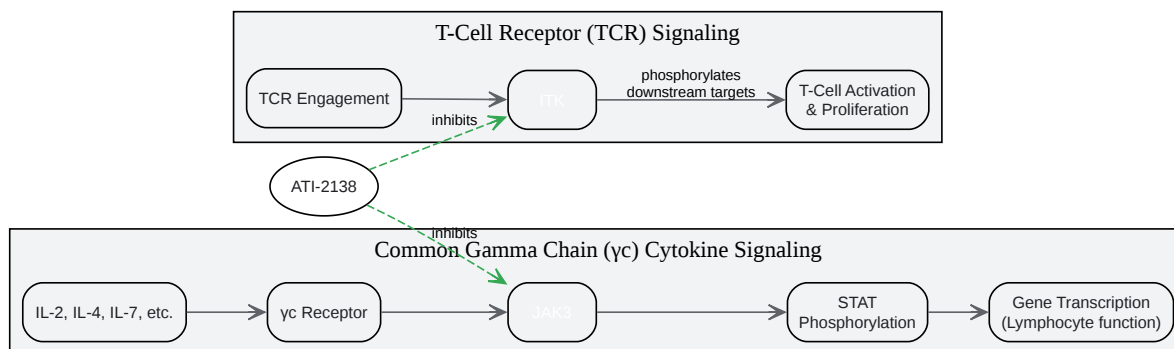 T-Cell Receptor (TCR) Signaling
TCR Engagement
ITK
phosphorylates
downstream targets
T-Cell Activation
& Proliferation
inhibits
ATI-2138
inhibits
Common Gamma Chain (γc) Cytokine Signaling
IL-2, IL-4, IL-7, etc.
γc Receptor
JAK3
STAT
Phosphorylation
Gene Transcription
(Lymphocyte function)